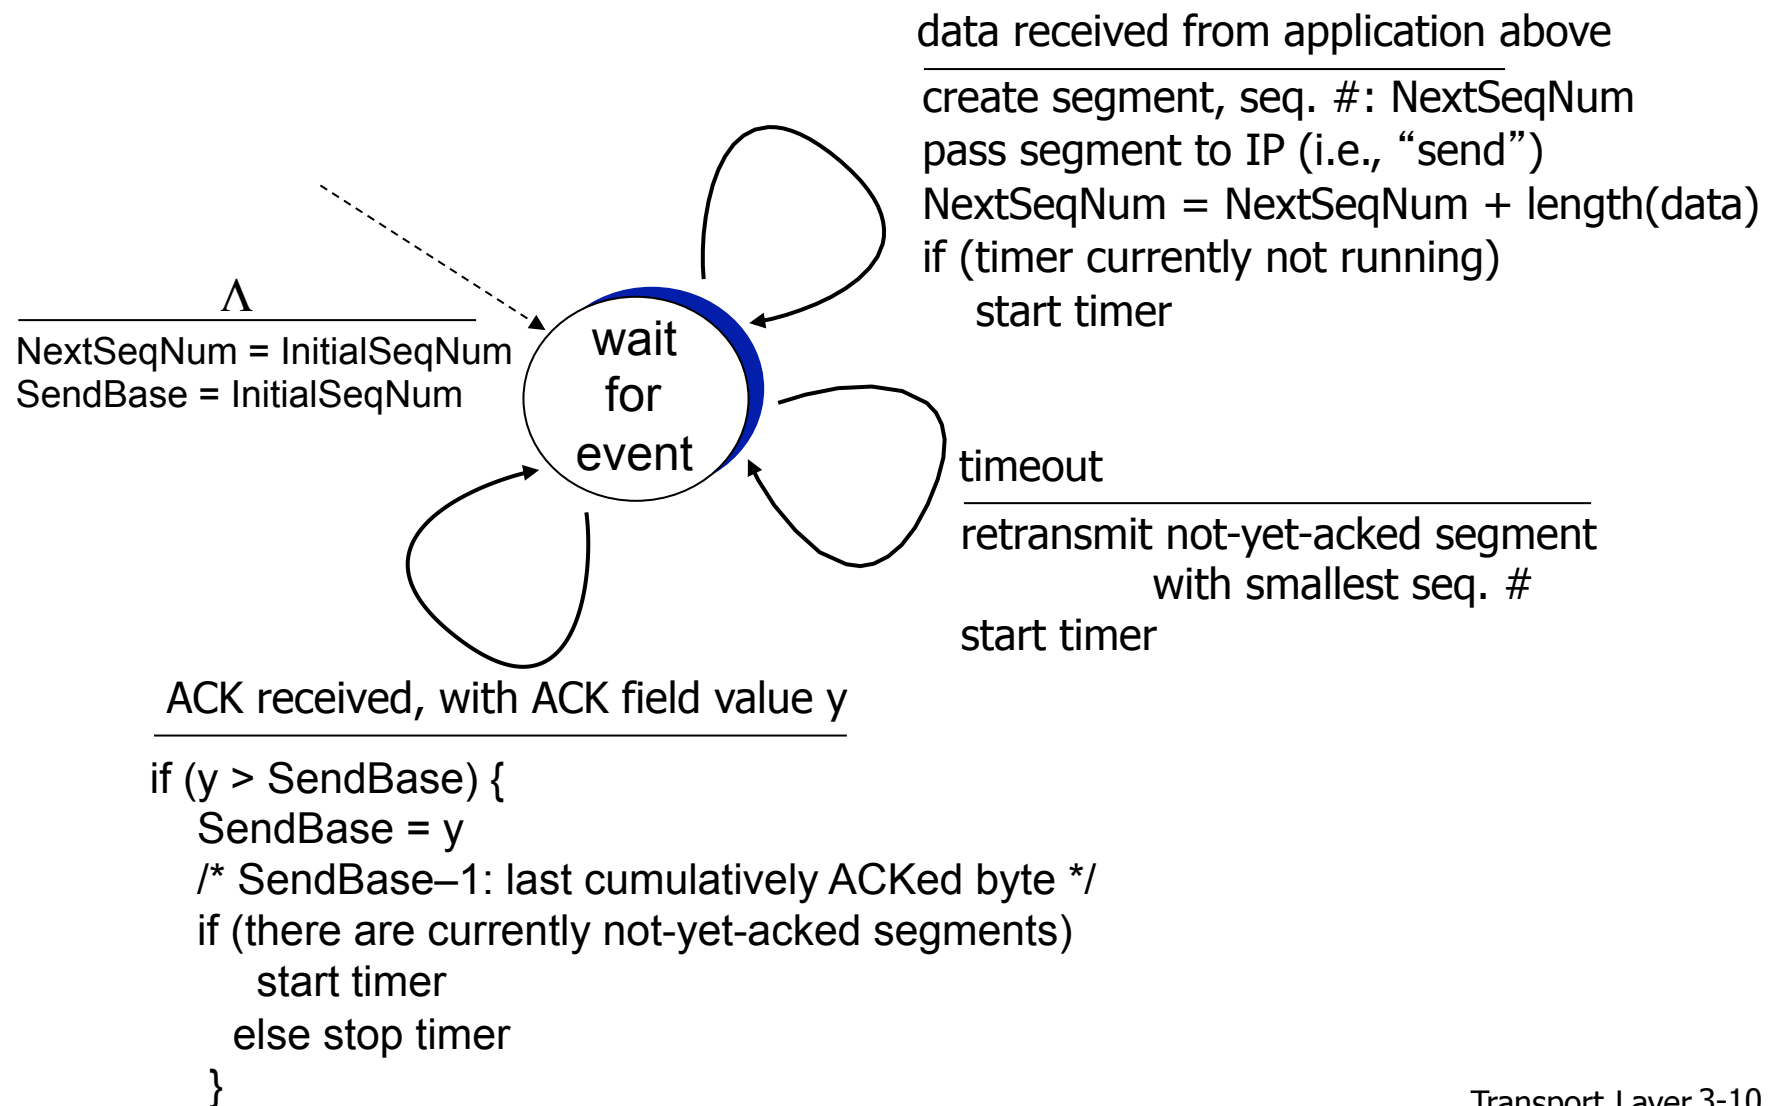 data received from application above
create segment, seq. #: NextSeqNum
pass segment to IP (i.e., “send”)
NextSeqNum = NextSeqNum + length(data)
if (timer currently not running)
start timer
Λ
NextSeqNum = InitialSeqNum
SendBase = InitialSeqNum
wait
for
event
timeout
retransmit not-yet-acked segment
with smallest seq. #
start timer
ACK received, with ACK field value y
if (y > SendBase) {
SendBase = y
/* SendBase–1: last cumulatively ACKed byte */
if (there are currently not-yet-acked segments)
start timer
else stop timer
}
Transport Layer 3-10